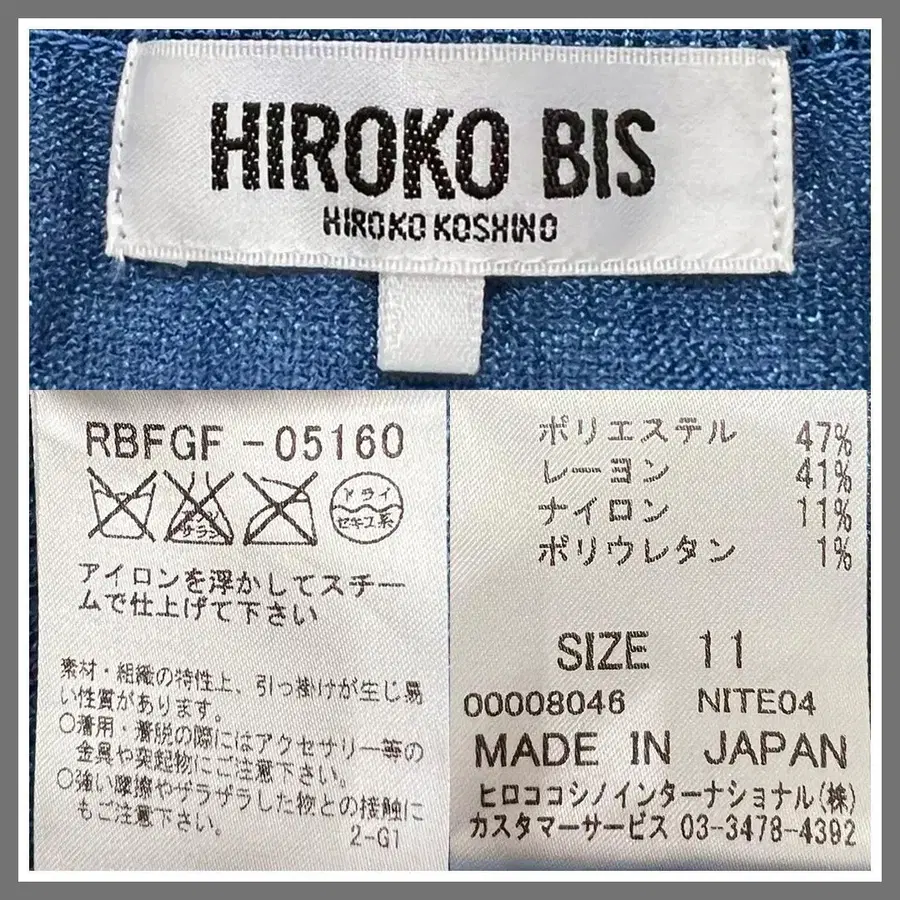 HIROKO BIS
HIROKO KOSHINO
RBFGF-05160
エンソ
サラシ
ドライ
セキユ系
アイロンを浮かしてスチー
ムで仕上げて下さい
素材・組織の特性上、引っ掛けが生じ易
い性質があります。
○着用・着脱の際にはアクセサリー等の
金具や突起物にご注意下さい。
○強い摩擦やザラザラした物との接触に
もご注意下さい。
2-G1
ポリエステル 47%
レーヨン 41%
ナイロン 11%
ポリウレタン 1%
SIZE 11
00008046 NITE04
MADE IN JAPAN
ヒロココシノインターナショナル(株)
カスタマーサービス 03-3478-4392